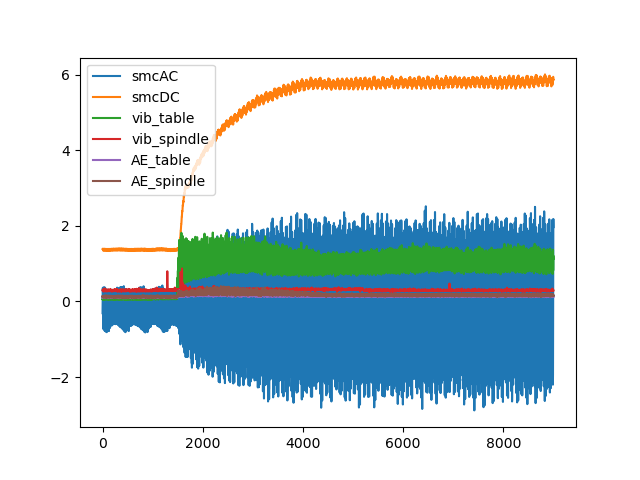 smcAC
smcDC
vib_table
vib_spindle
AE_table
AE_spindle
6
4
2
0
−2
0 2000 4000 6000 8000